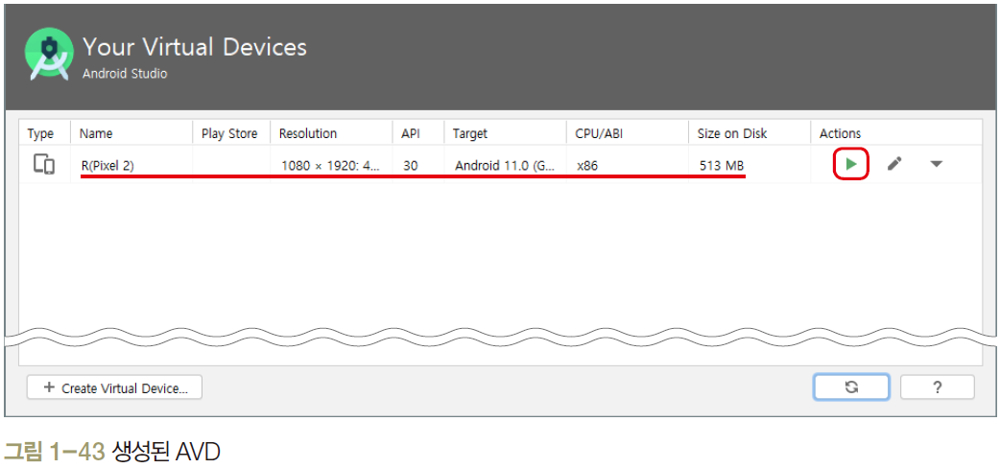 Your Virtual Devices
Android Studio
Type Name Play Store Resolution API Target CPU/ABI Size on Disk Actions
R(Pixel 2) 1080 × 1920: 4... 30 Android 11.0 (G... x86 513 MB
+ Create Virtual Device...
?
그림 1-43 생성된 AVD